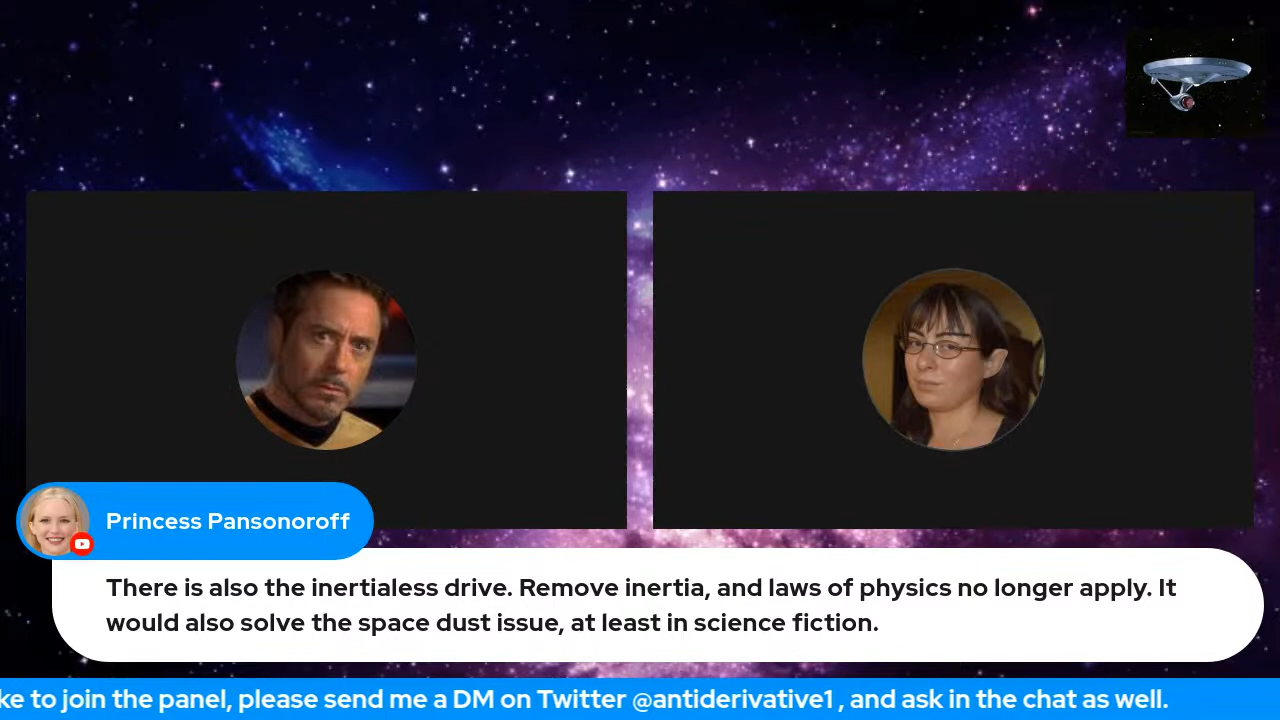 Princess Pansonoroff
There is also the inertialess drive. Remove inertia, and laws of physics no longer apply. It
would also solve the space dust issue, at least in science fiction.
ke to join the panel, please send me a DM on Twitter @antiderivative1 , and ask in the chat as well.